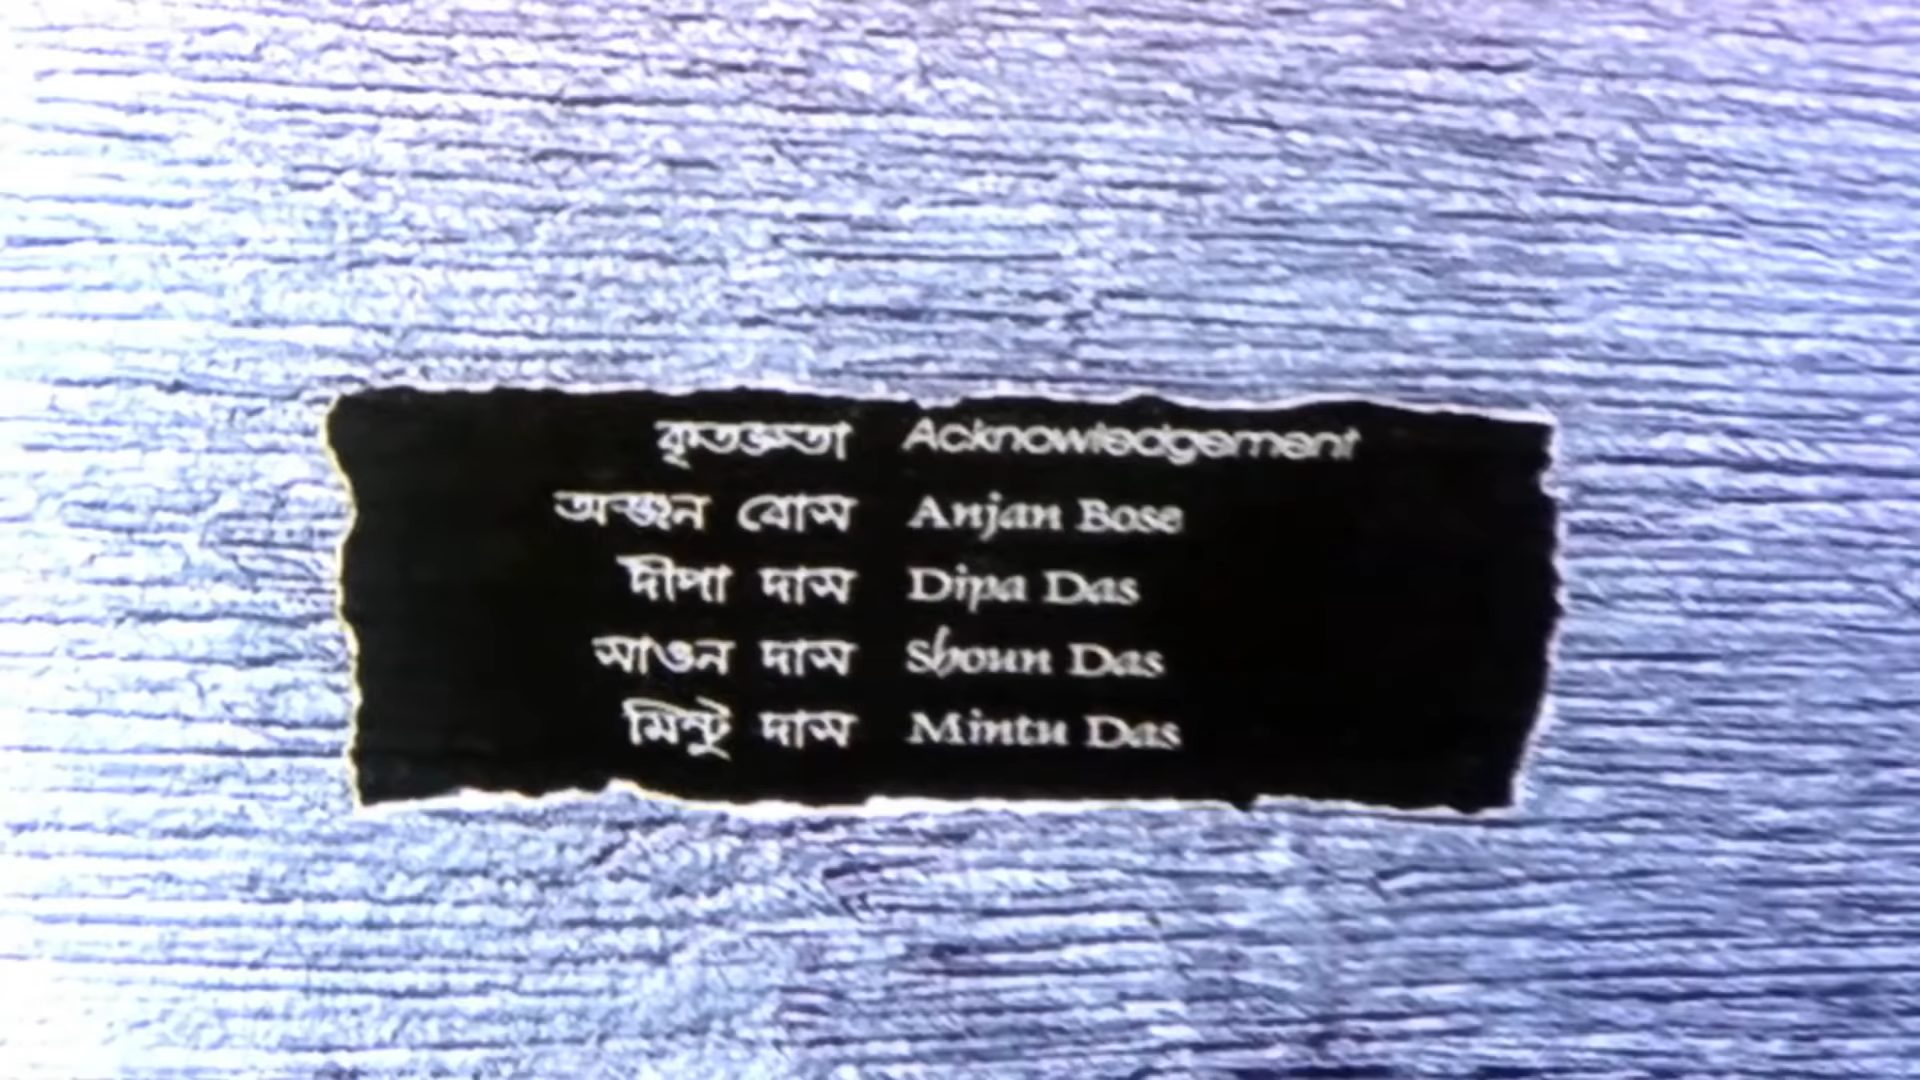 কৃতজ্ঞতা Acknowledgement
অঞ্জন বোস Anjan Bose
দীপা দাস Dipa Das
সাওন দাস Shoun Das
মিন্টু দাস Mintu Das